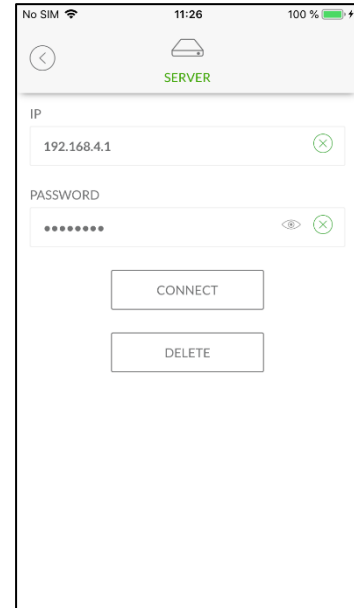 No SIM 11:26 100 %
SERVER
IP
192.168.4.1
PASSWORD
••••••••
CONNECT
DELETE